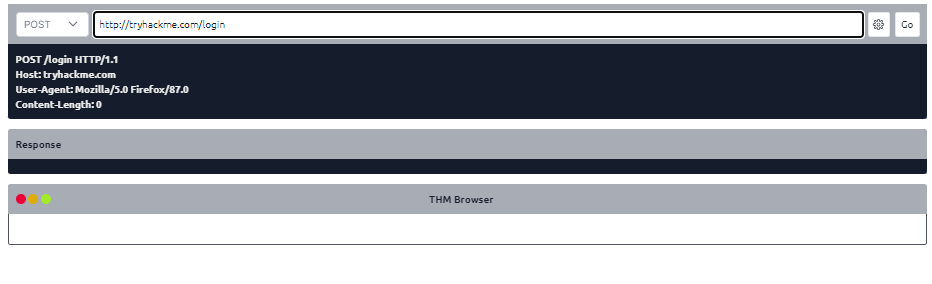 POST
http://tryhackme.com/login
Go
POST /login HTTP/1.1
Host: tryhackme.com
User-Agent: Mozilla/5.0 Firefox/87.0
Content-Length: 0
Response
THM Browser